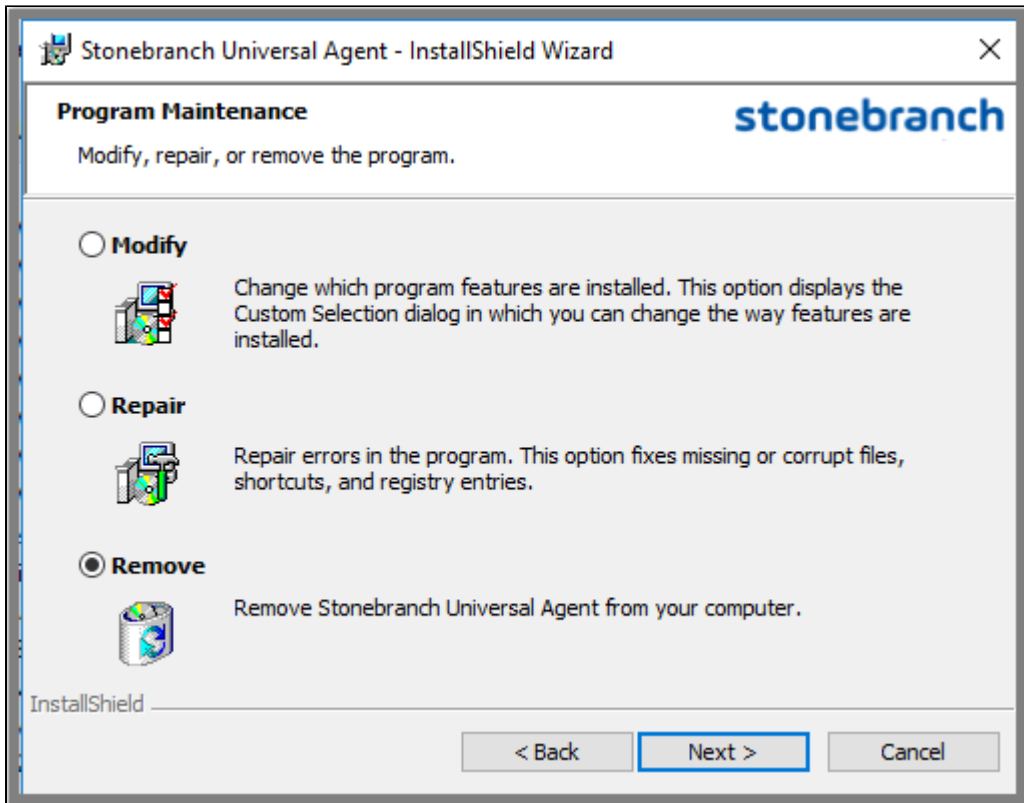 Stonebranch Universal Agent - InstallShield Wizard
Program Maintenance
stonebranch
Modify, repair, or remove the program.
Modify
Change which program features are installed. This option displays the
Custom Selection dialog in which you can change the way features are
installed.
Repair
Repair errors in the program. This option fixes missing or corrupt files,
shortcuts, and registry entries.
Remove
Remove Stonebranch Universal Agent from your computer.
InstallShield
< Back
Next >
Cancel